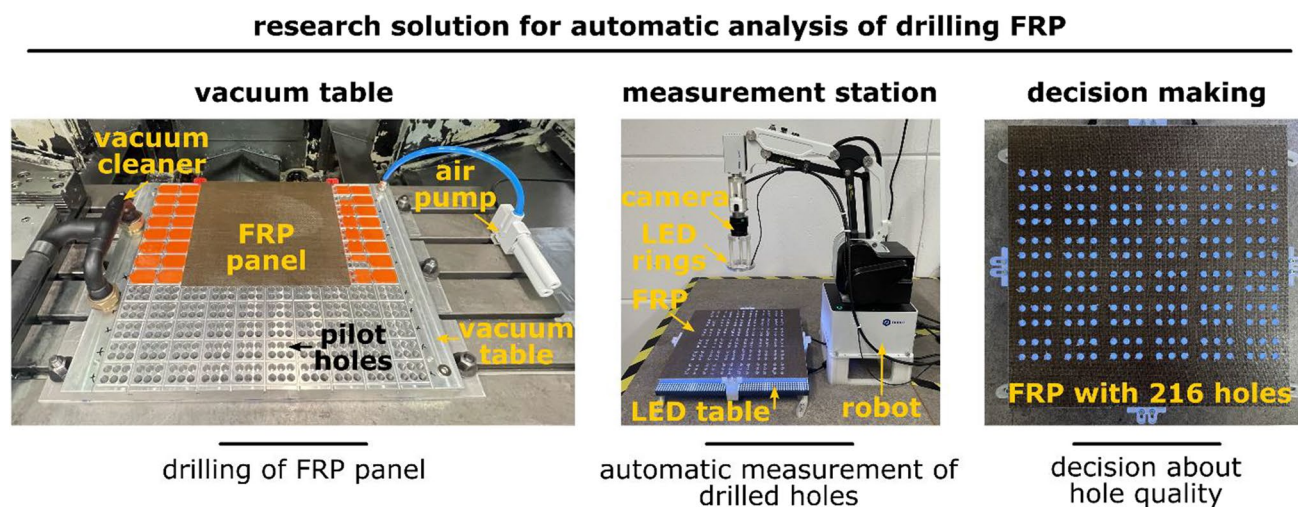 research solution for automatic analysis of drilling FRP
vacuum table
vacuum
cleaner
air
pump
FRP
panel
pilot
holes
vacuum
table
drilling of FRP panel
measurement station
camera
LED
rings
FRP
LED table
robot
automatic measurement of
drilled holes
decision making
FRP with 216 holes
decision about
hole quality